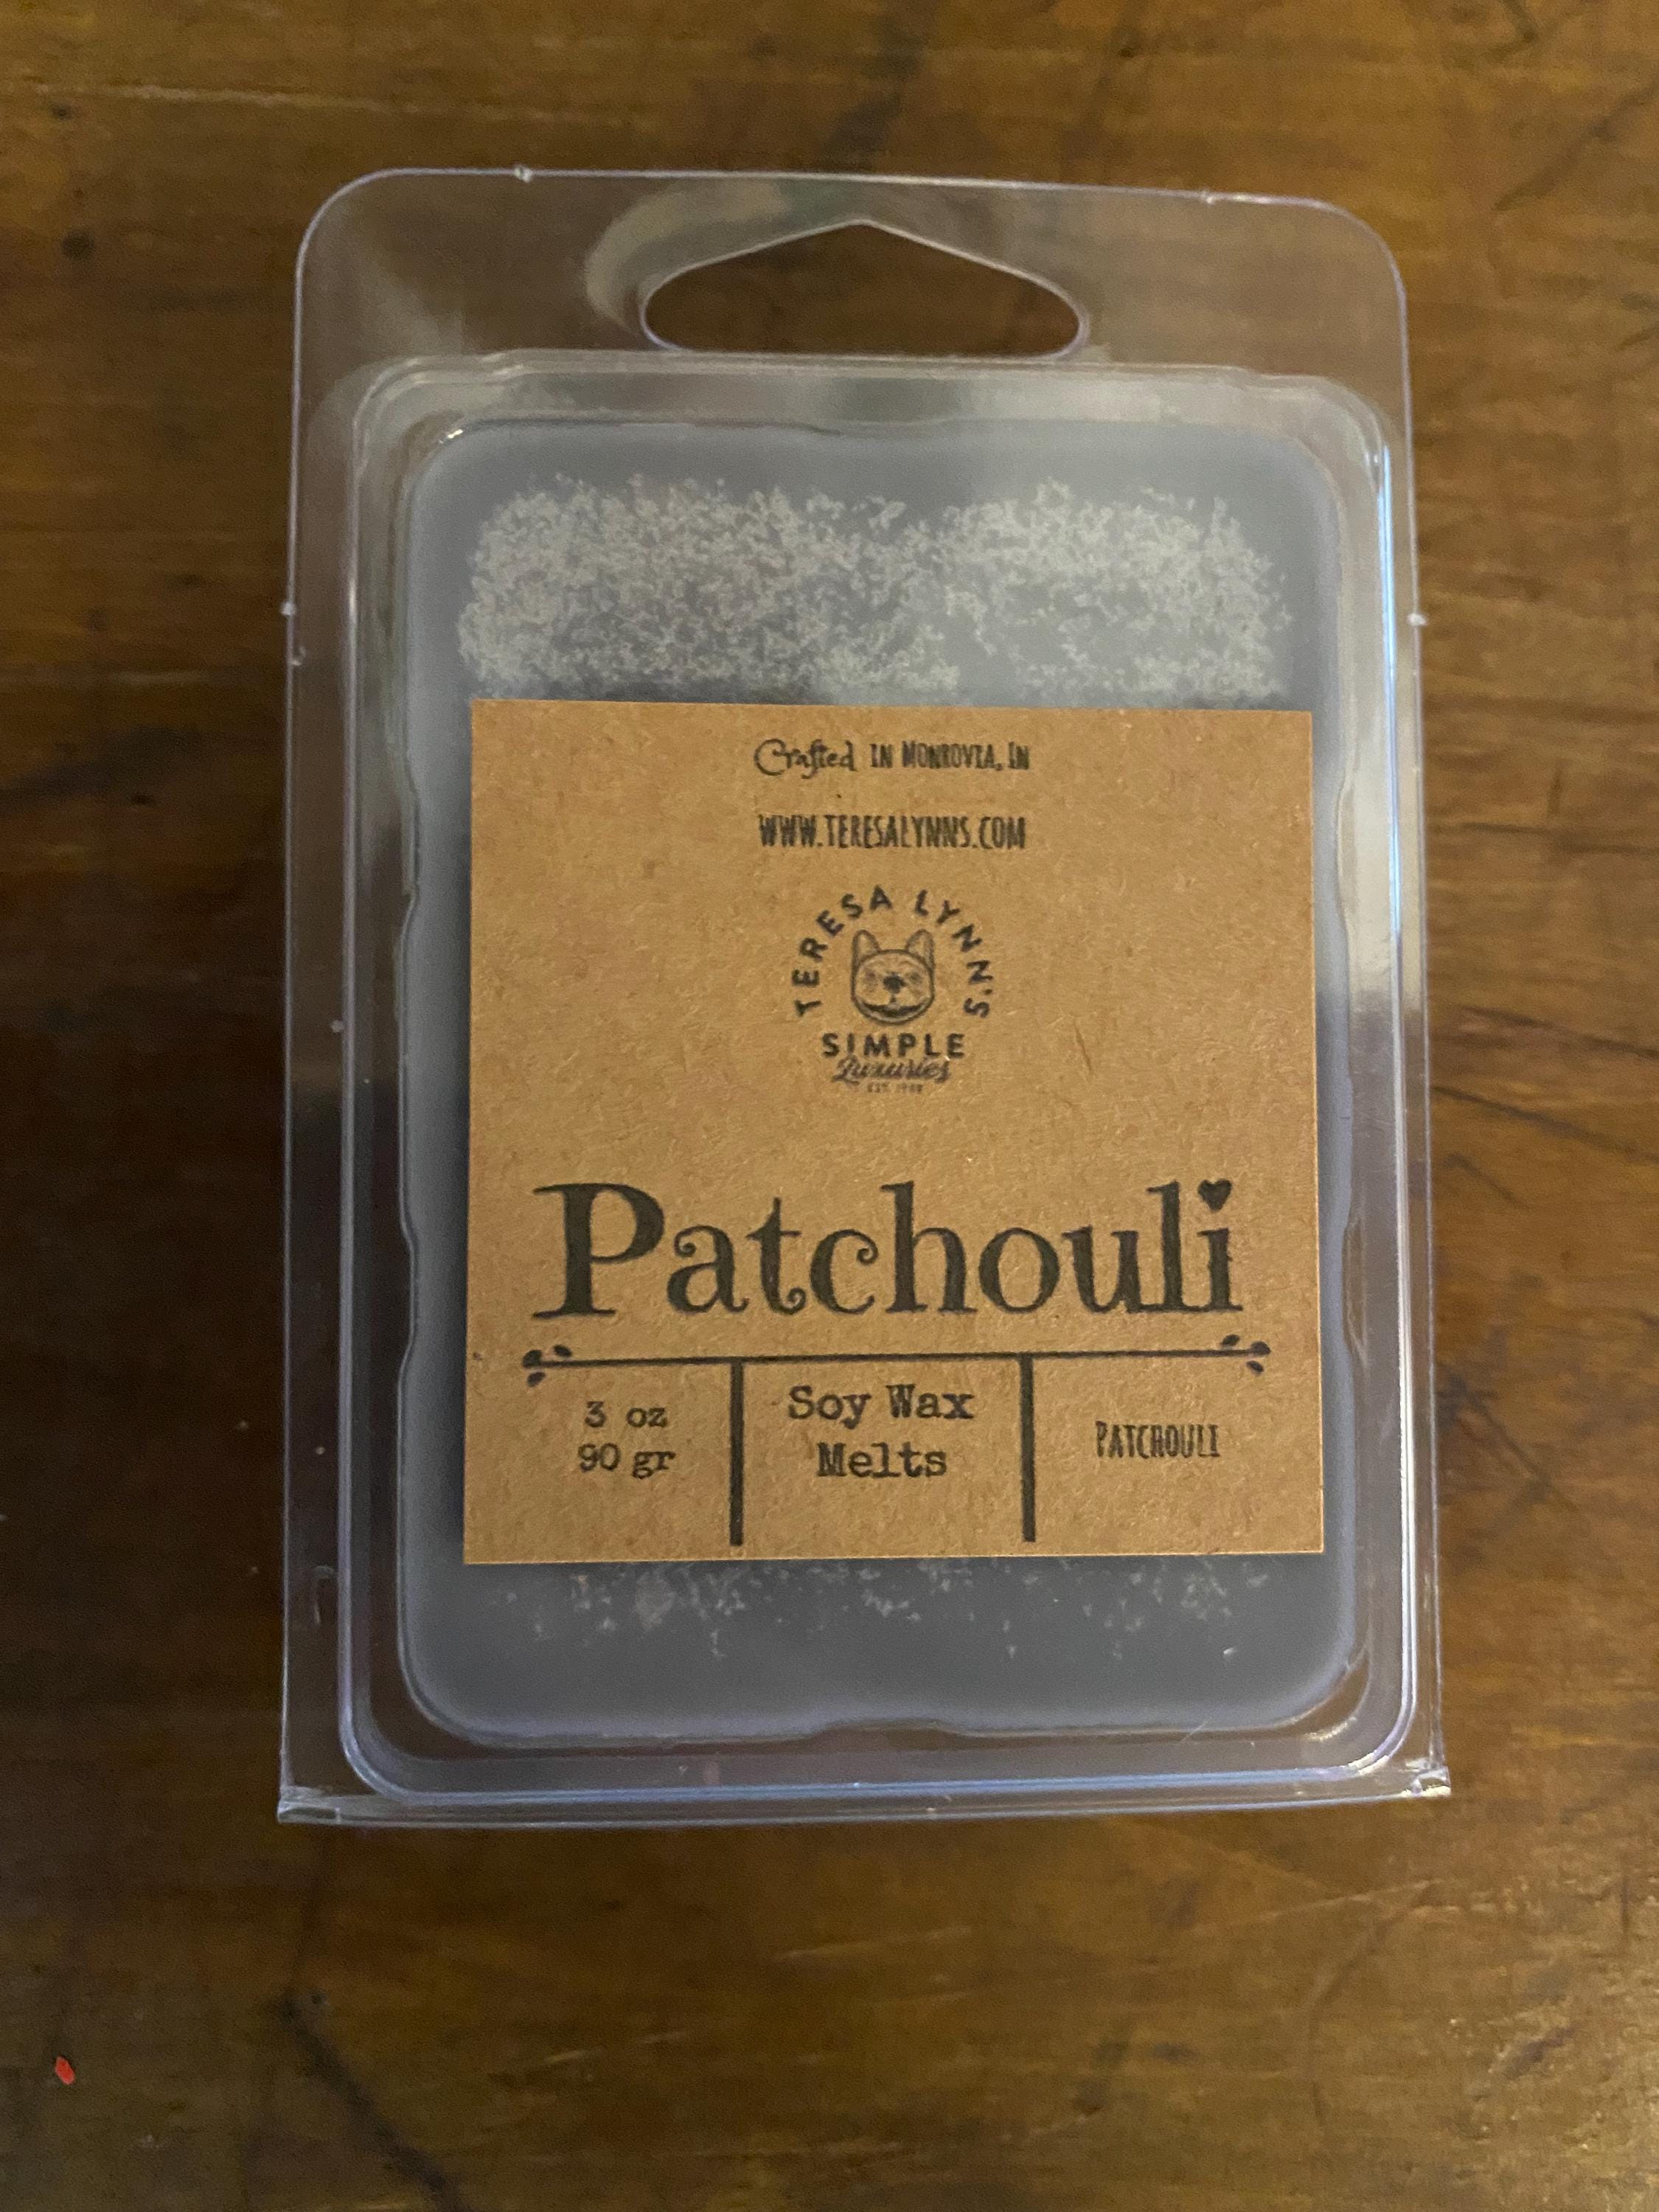 Crafted in Monrovia, In
www.teresalynns.com
TERESA LYNN'S
SIMPLE
Luxuries
Patchouli
3 oz
90 gr
Soy Wax
Melts
Patchouli